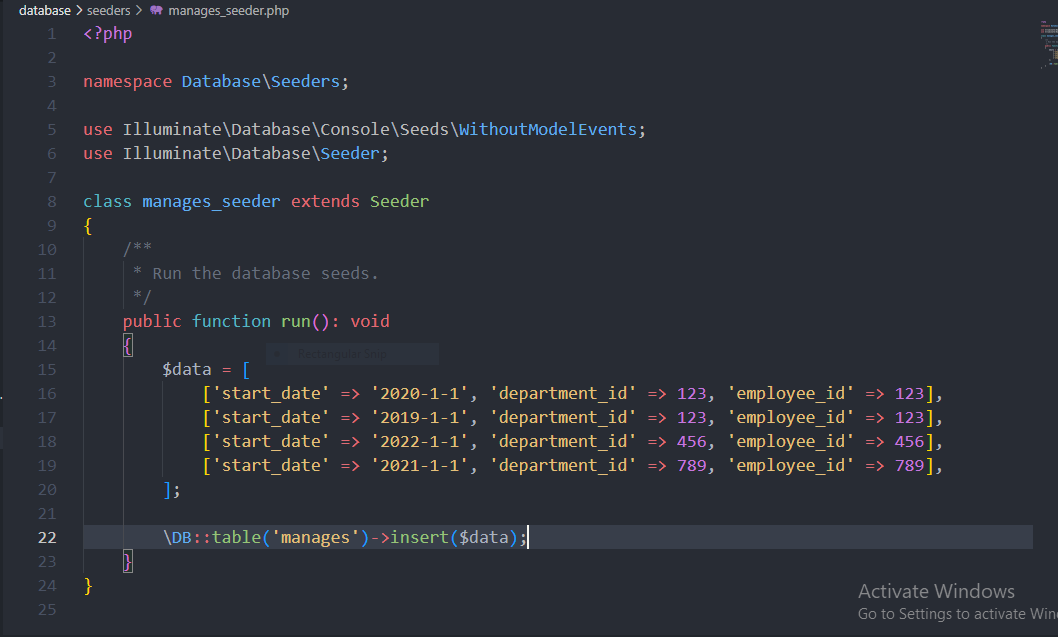 database > seeders > manages_seeder.php
1 <?php
2
3 namespace Database\Seeders;
4
5 use Illuminate\Database\Console\Seeds\WithoutModelEvents;
6 use Illuminate\Database\Seeder;
7
8 class manages_seeder extends Seeder
9 {
10 /**
11 * Run the database seeds.
12 */
13 public function run(): void
14 {
Rectangular Snip
15 $data = [
16 ['start_date' => '2020-1-1', 'department_id' => 123, 'employee_id' => 123],
17 ['start_date' => '2019-1-1', 'department_id' => 123, 'employee_id' => 123],
18 ['start_date' => '2022-1-1', 'department_id' => 456, 'employee_id' => 456],
19 ['start_date' => '2021-1-1', 'department_id' => 789, 'employee_id' => 789],
20 ];
21
22 \DB::table('manages')->insert($data);
23 }
24 }
25
Activate Windows
Go to Settings to activate Win